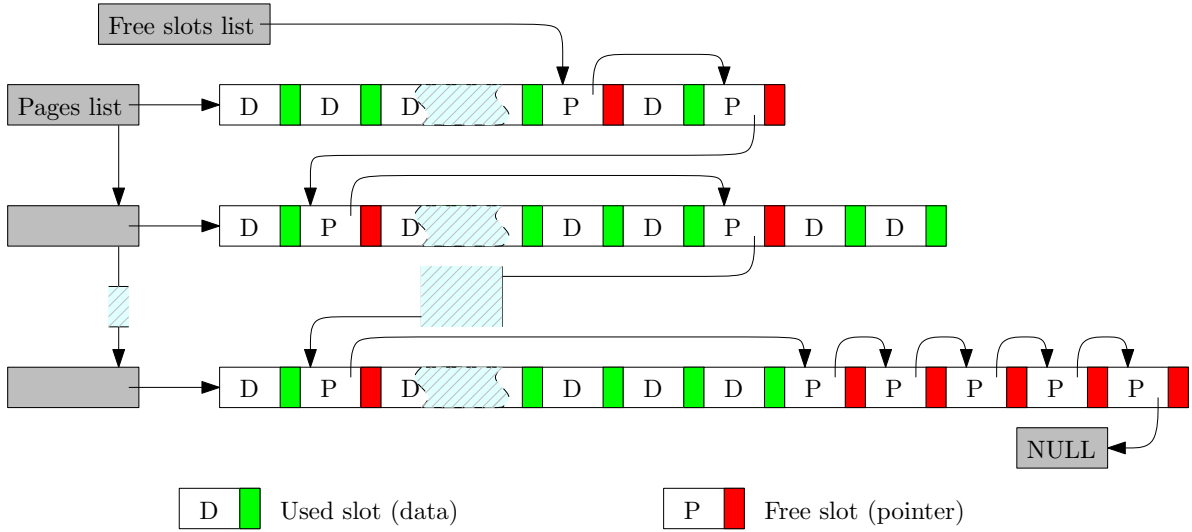 Free slots list
Pages list D D D P D P
D P D D D P D D
D P D D D D P P P P P
NULL
D Used slot (data) P Free slot (pointer)